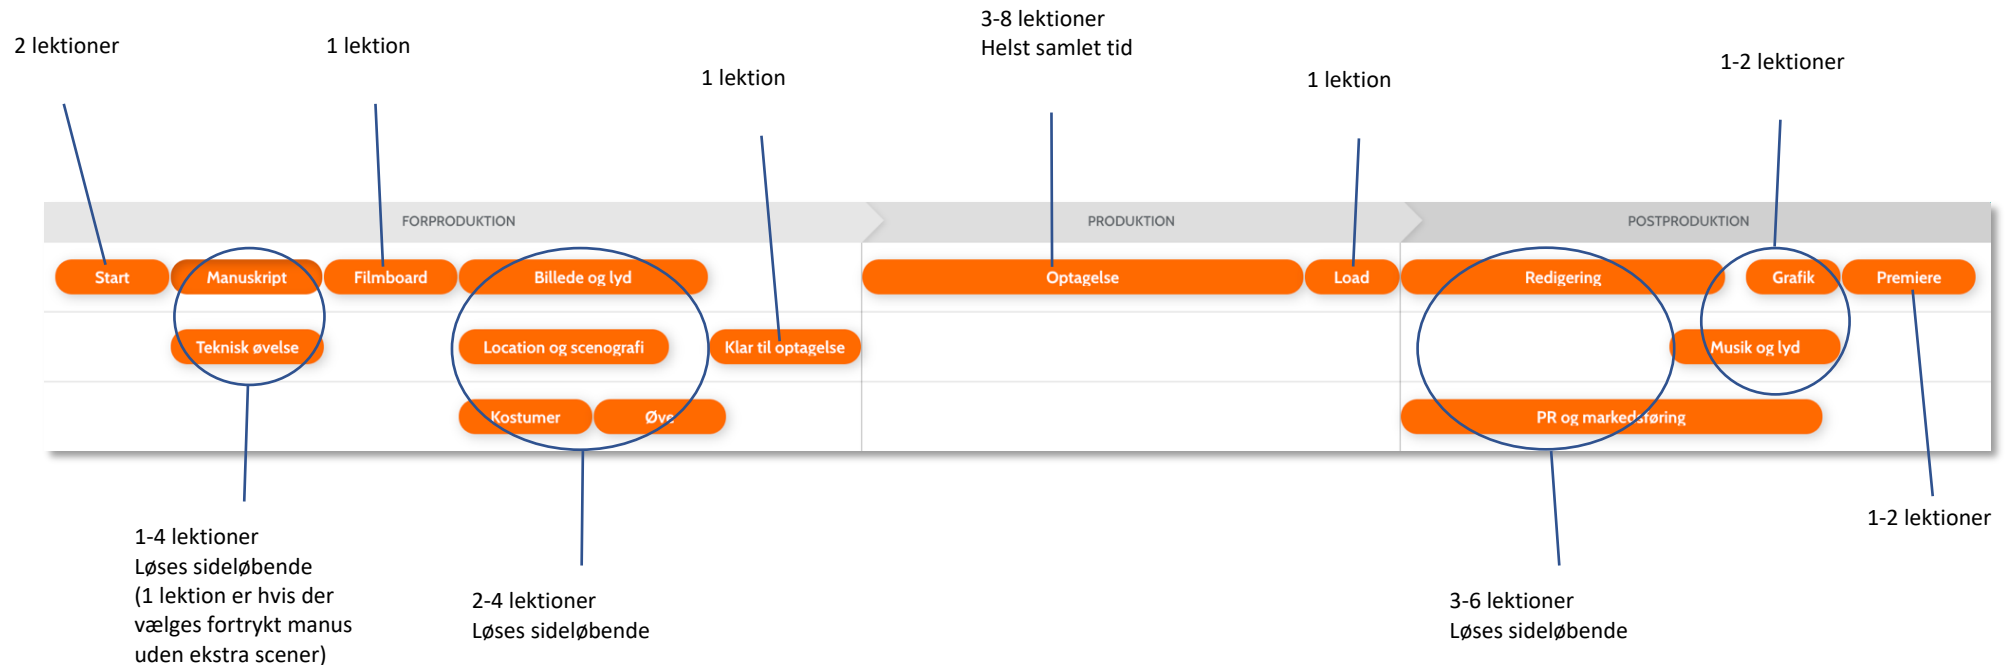 3-8 lektioner
Helst samlet tid
2 lektioner
1 lektion
1 lektion
1 lektion
1-2 lektioner
FORPRODUKTION
PRODUKTION
POSTPRODUKTION
Start
Manuskript
Filmboard
Billede og lyd
Optagelse
Load
Redigering
Grafik
Premiere
Teknisk øvelse
Location og scenografi
Klar til optagelse
Musik og lyd
Kostumer
Øve
PR og markedsføring
1-4 lektioner
Løses sideløbende
(1 lektion er hvis der
vælges fortrykt manus
uden ekstra scener)
2-4 lektioner
Løses sideløbende
3-6 lektioner
Løses sideløbende
1-2 lektioner